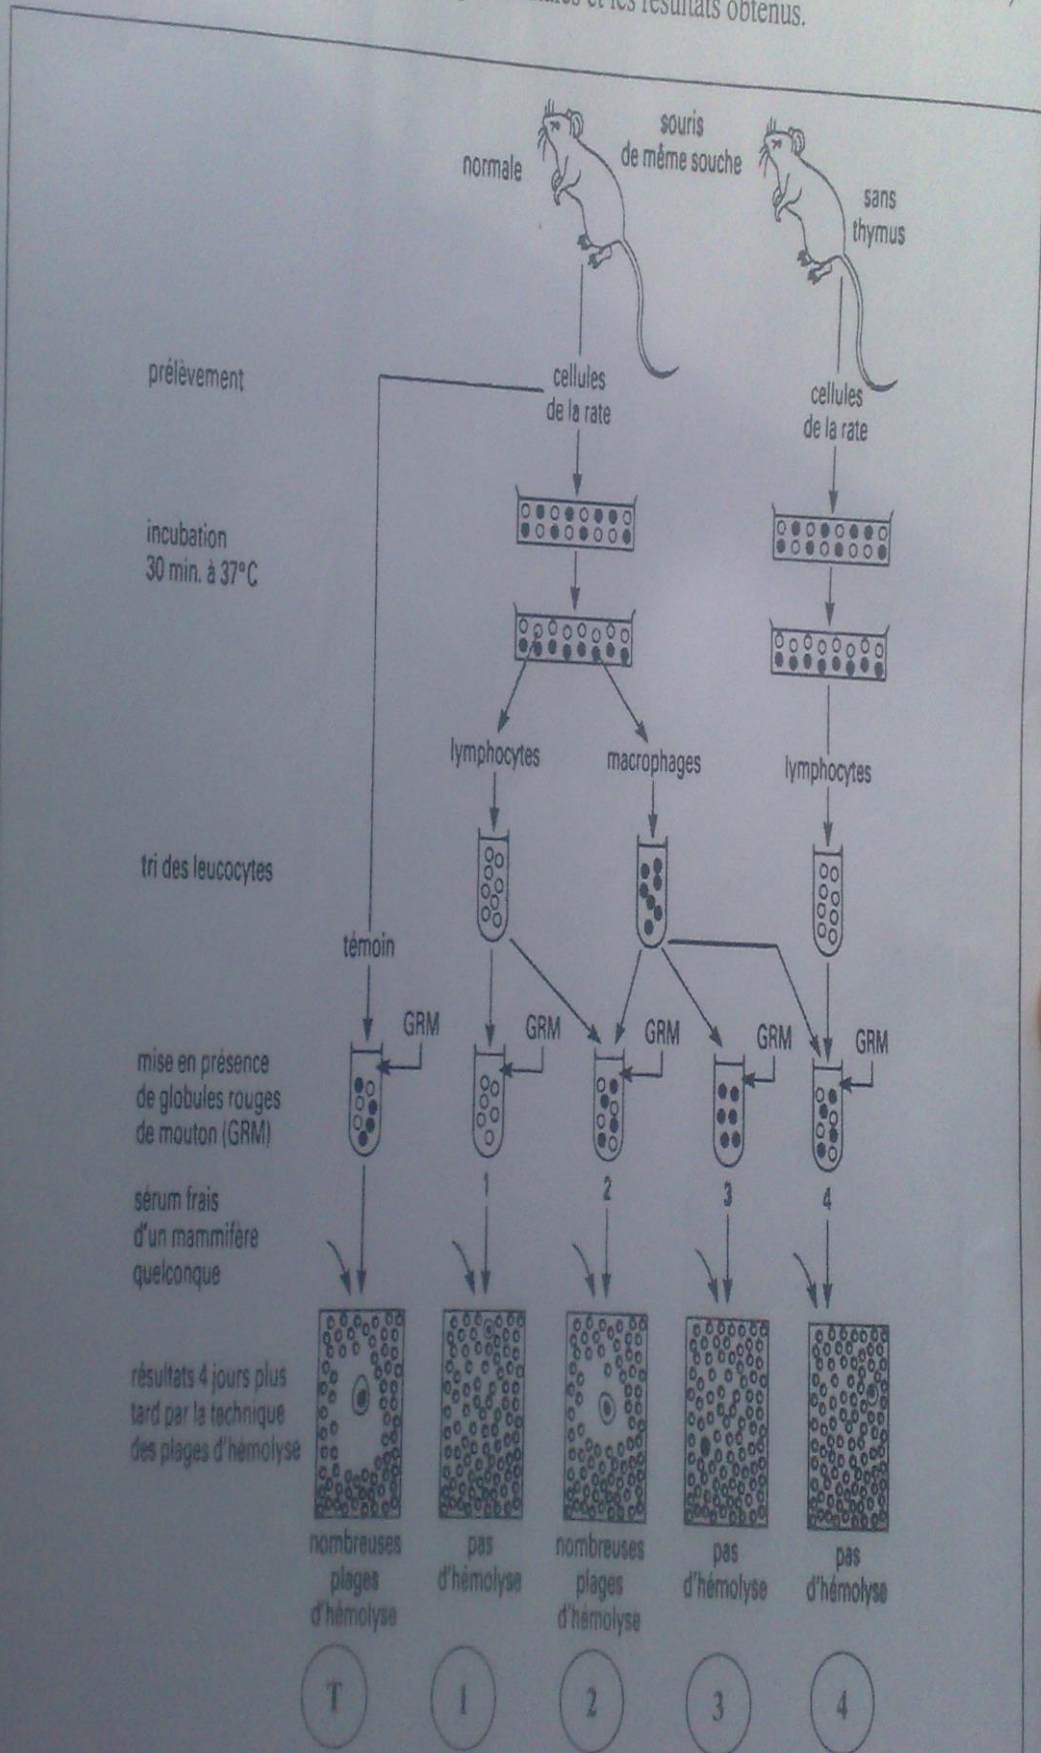 et les résultats obtenus.
souris
de même souche
normale
sans
thymus
prélèvement
cellules
de la rate
cellules
de la rate
incubation
30 min. à 37°C
lymphocytes
macrophages
lymphocytes
tri des leucocytes
témoin
GRM
GRM
GRM
GRM
GRM
mise en présence
de globules rouges
de mouton (GRM)
1
2
3
4
sérum frais
d'un mammifère
quelconque
résultats 4 jours plus
tard par la technique
des plages d'hémolyse
nombreuses
plages
d'hémolyse
pas
d'hémolyse
nombreuses
plages
d'hémolyse
pas
d'hémolyse
pas
d'hémolyse
T
1
2
3
4